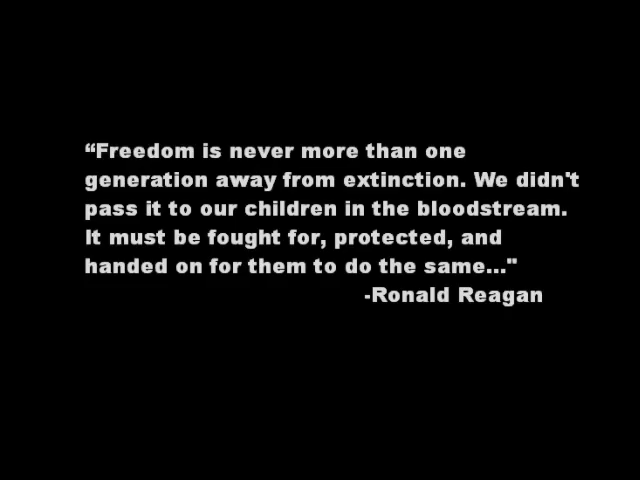 “Freedom is never more than one
generation away from extinction. We didn't
pass it to our children in the bloodstream.
It must be fought for, protected, and
handed on for them to do the same..."
-Ronald Reagan